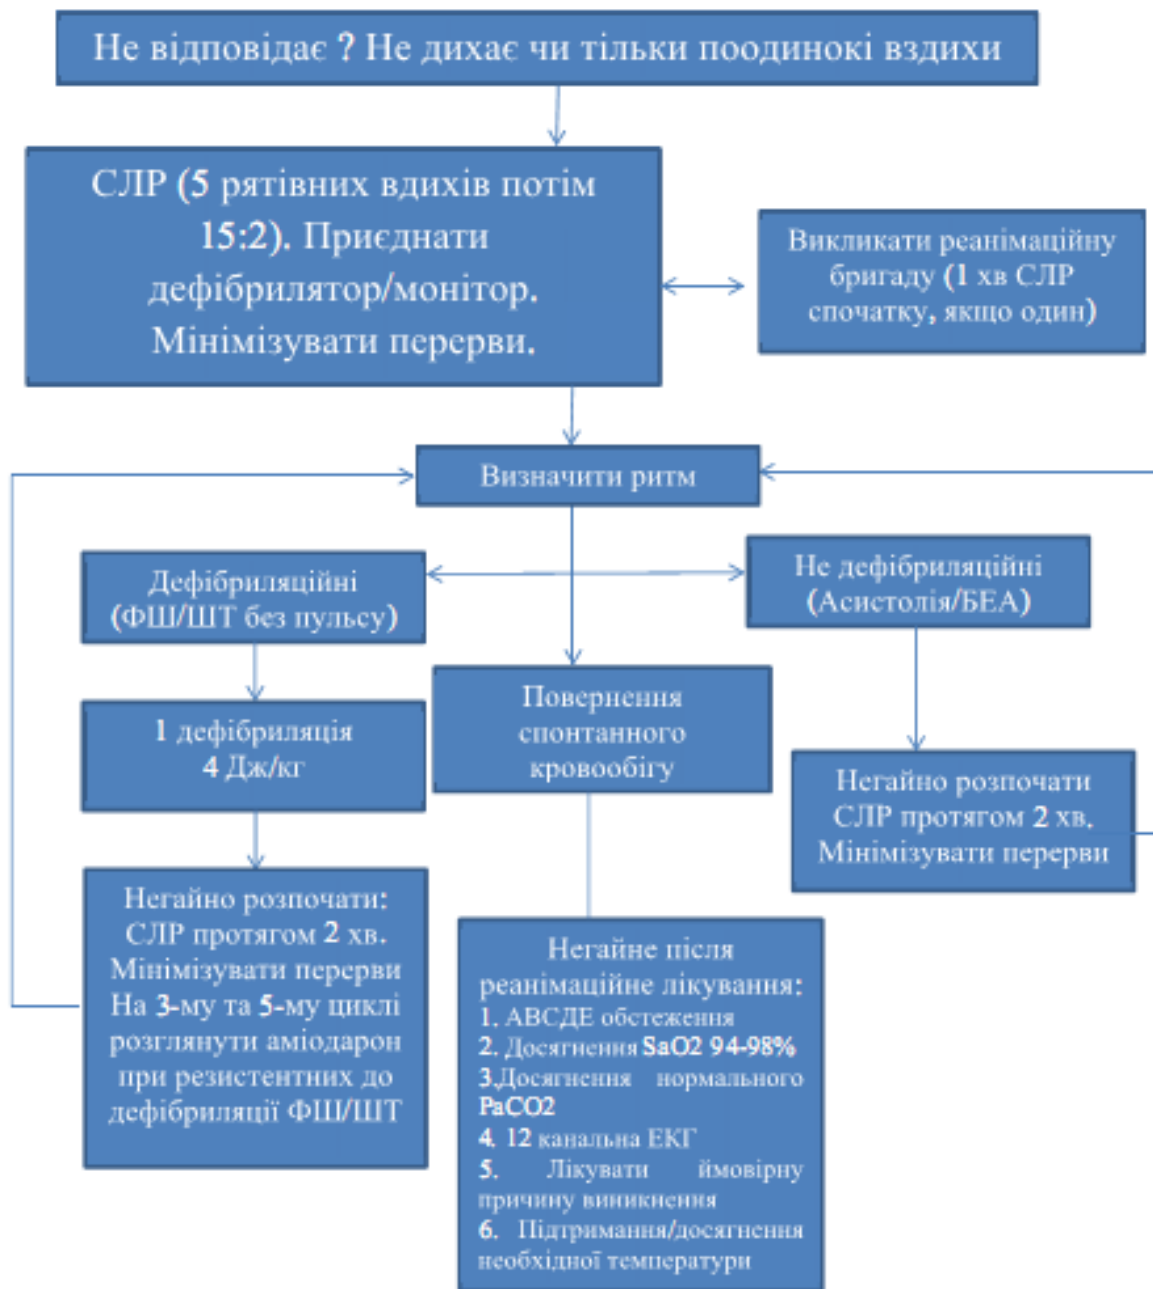 Не відповідає ? Не дихає чи тільки поодинокі вздихи
СЛР (5 рятівних вдихів потім
15:2). Приєднати
дефібрилятор/монітор.
Мінімізувати перерви.
Викликати реанімаційну
бригаду (1 хв СЛР
спочатку, якщо один)
Визначити ритм
Дефібриляційні
(ФШ/ШТ без пульсу)
Не дефібриляційні
(Асистолія/БЕА)
1 дефібриляція
4 Дж/кг
Повернення
спонтанного
кровообігу
Негайно розпочати
СЛР протягом 2 хв.
Мінімізувати перерви
Негайно розпочати:
СЛР протягом 2 хв.
Мінімізувати перерви
На 3-му та 5-му циклі
розглянути аміодарон
при резистентних до
дефібриляції ФШ/ШТ
Негайне після
реанімаційне лікування:
1. АВСДЕ обстеження
2. Досягнення SaO2 94-98%
3.Досягнення нормального
PaCO2
4. 12 канальна ЕКГ
5. Лікувати ймовірну
причину виникнення
6. Підтримання/досягнення
необхідної температури